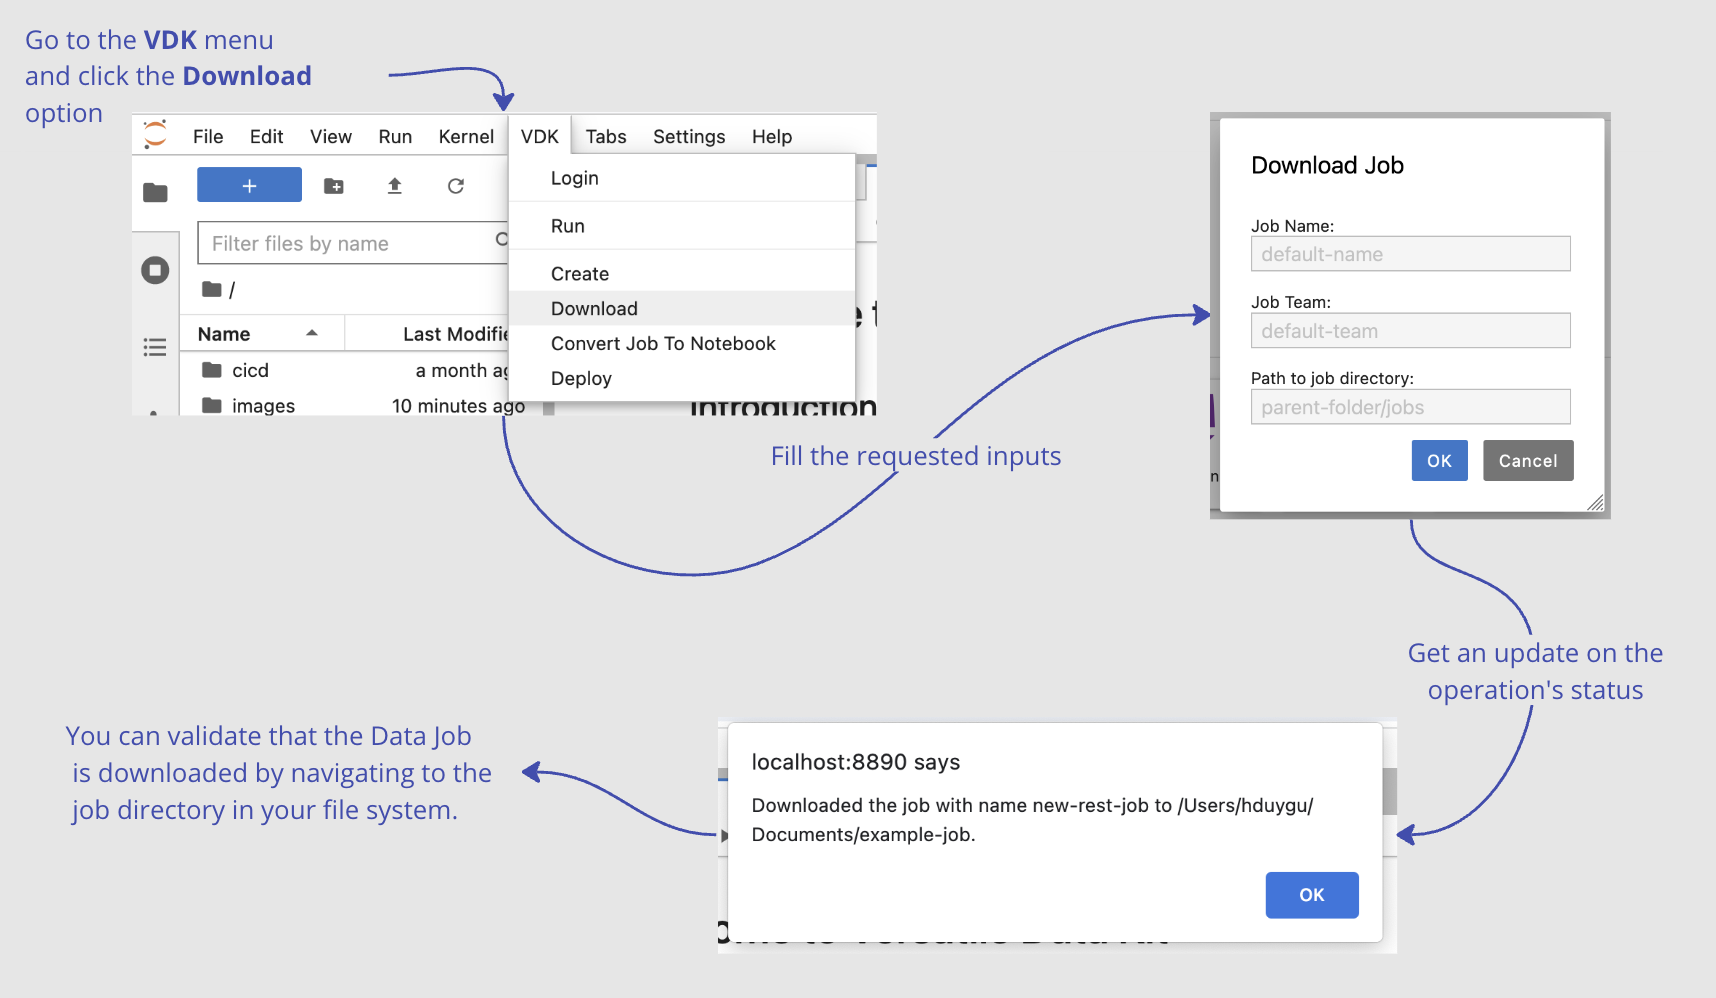 Go to the VDK menu
and click the Download
option
File Edit View Run Kernel VDK Tabs Settings Help
Login
Run
Filter files by name
Create
/
Download
Name Last
Convert Job To Notebook
cicd a month
Deploy
images 10 minutes ago
Introduction
Fill the requested inputs
Download Job
Job Name:
default-name
Job Team:
default-team
Path to job directory:
parent-folder/jobs
OK Cancel
Get an update on the
operation's status
localhost:8890 says
Downloaded the job with name new-rest-job to /Users/hduygu/
Documents/example-job.
OK
to Versatile Data Kit
You can validate that the Data Job
is downloaded by navigating to the
job directory in your file system.